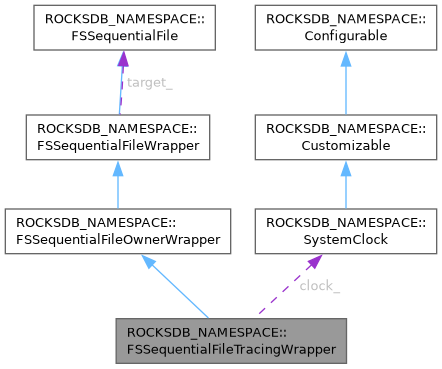 ROCKSDB_NAMESPACE::
FSSequentialFile
ROCKSDB_NAMESPACE::
Configurable
target_
ROCKSDB_NAMESPACE::
FSSequentialFileWrapper
ROCKSDB_NAMESPACE::
Customizable
ROCKSDB_NAMESPACE::
FSSequentialFileOwnerWrapper
ROCKSDB_NAMESPACE::
SystemClock
clock_
ROCKSDB_NAMESPACE::
FSSequentialFileTracingWrapper